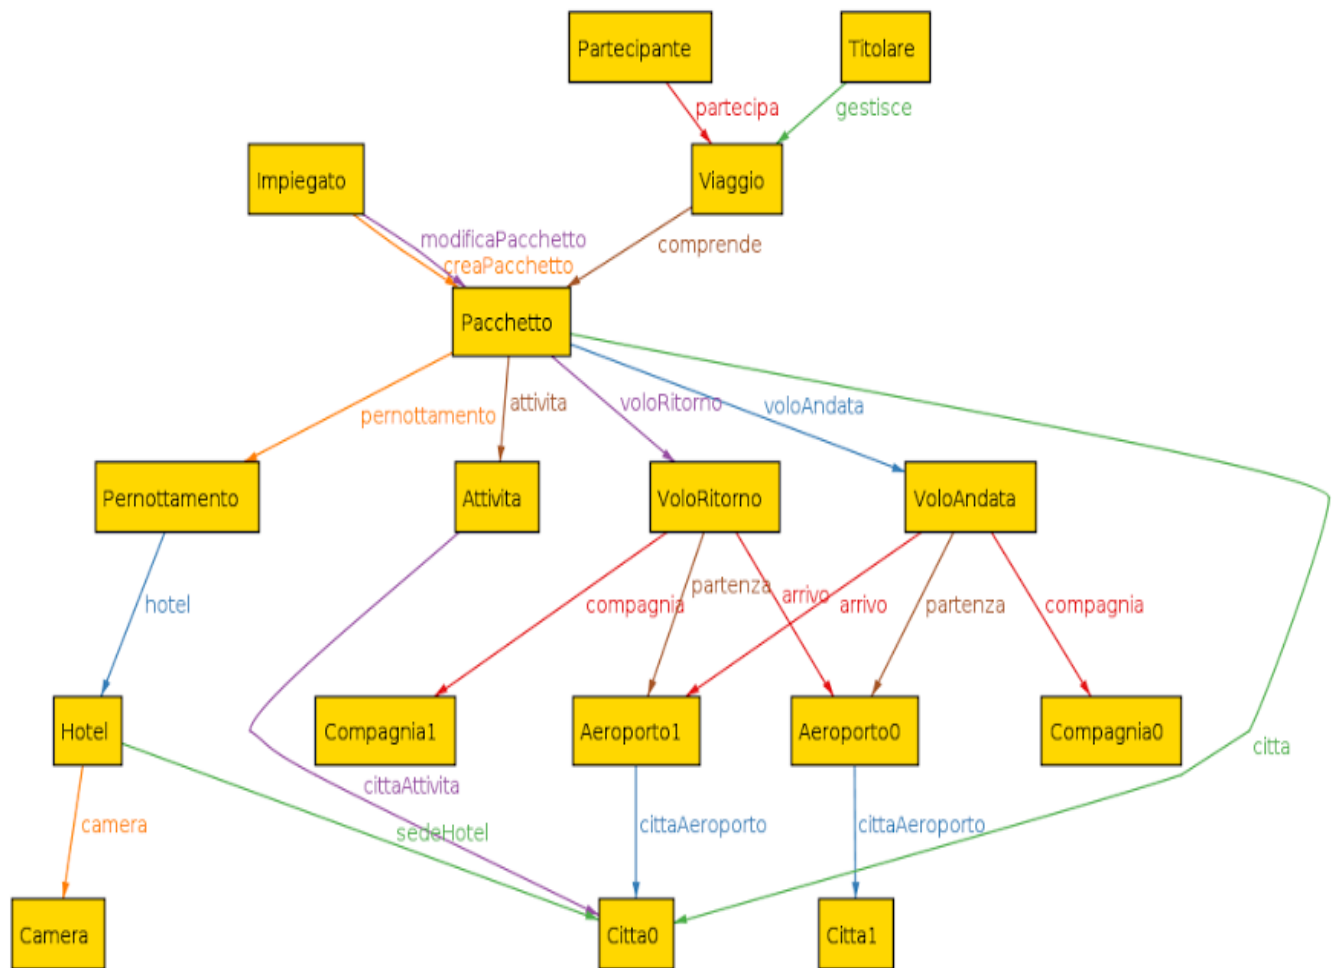 Partecipante
Titolare
partecipa
gestisce
Impiegato
Viaggio
modificaPacchetto
comprende
creaPacchetto
Pacchetto
pernottamento
attivita
voloRitorno
voloAndata
Pernottamento
Attivita
VoloRitorno
VoloAndata
hotel
compagnia
partenza
arrivo
arrivo
partenza
compagnia
Hotel
Compagnia1
Aeroporto1
Aeroporto0
Compagnia0
citta
cittaAttivita
camera
sedeHotel
cittaAeroporto
cittaAeroporto
Camera
Citta0
Citta1